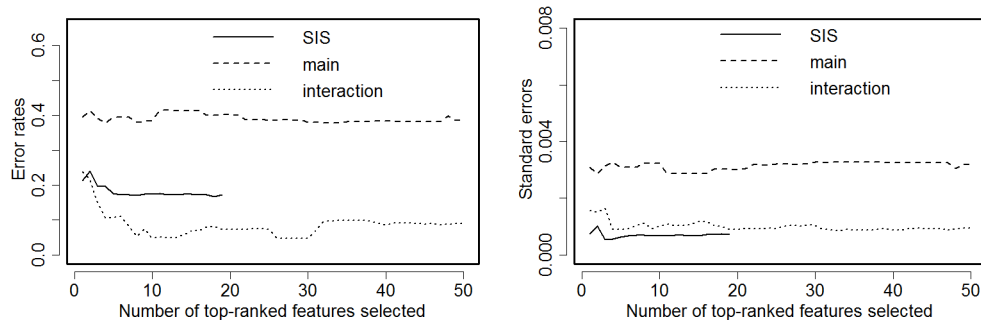 SIS
main
interaction
Error rates
0.0 0.2 0.4 0.6
0 10 20 30 40 50
Number of top-ranked features selected
SIS
main
interaction
Standard errors
0.000 0.004 0.008
0 10 20 30 40 50
Number of top-ranked features selected